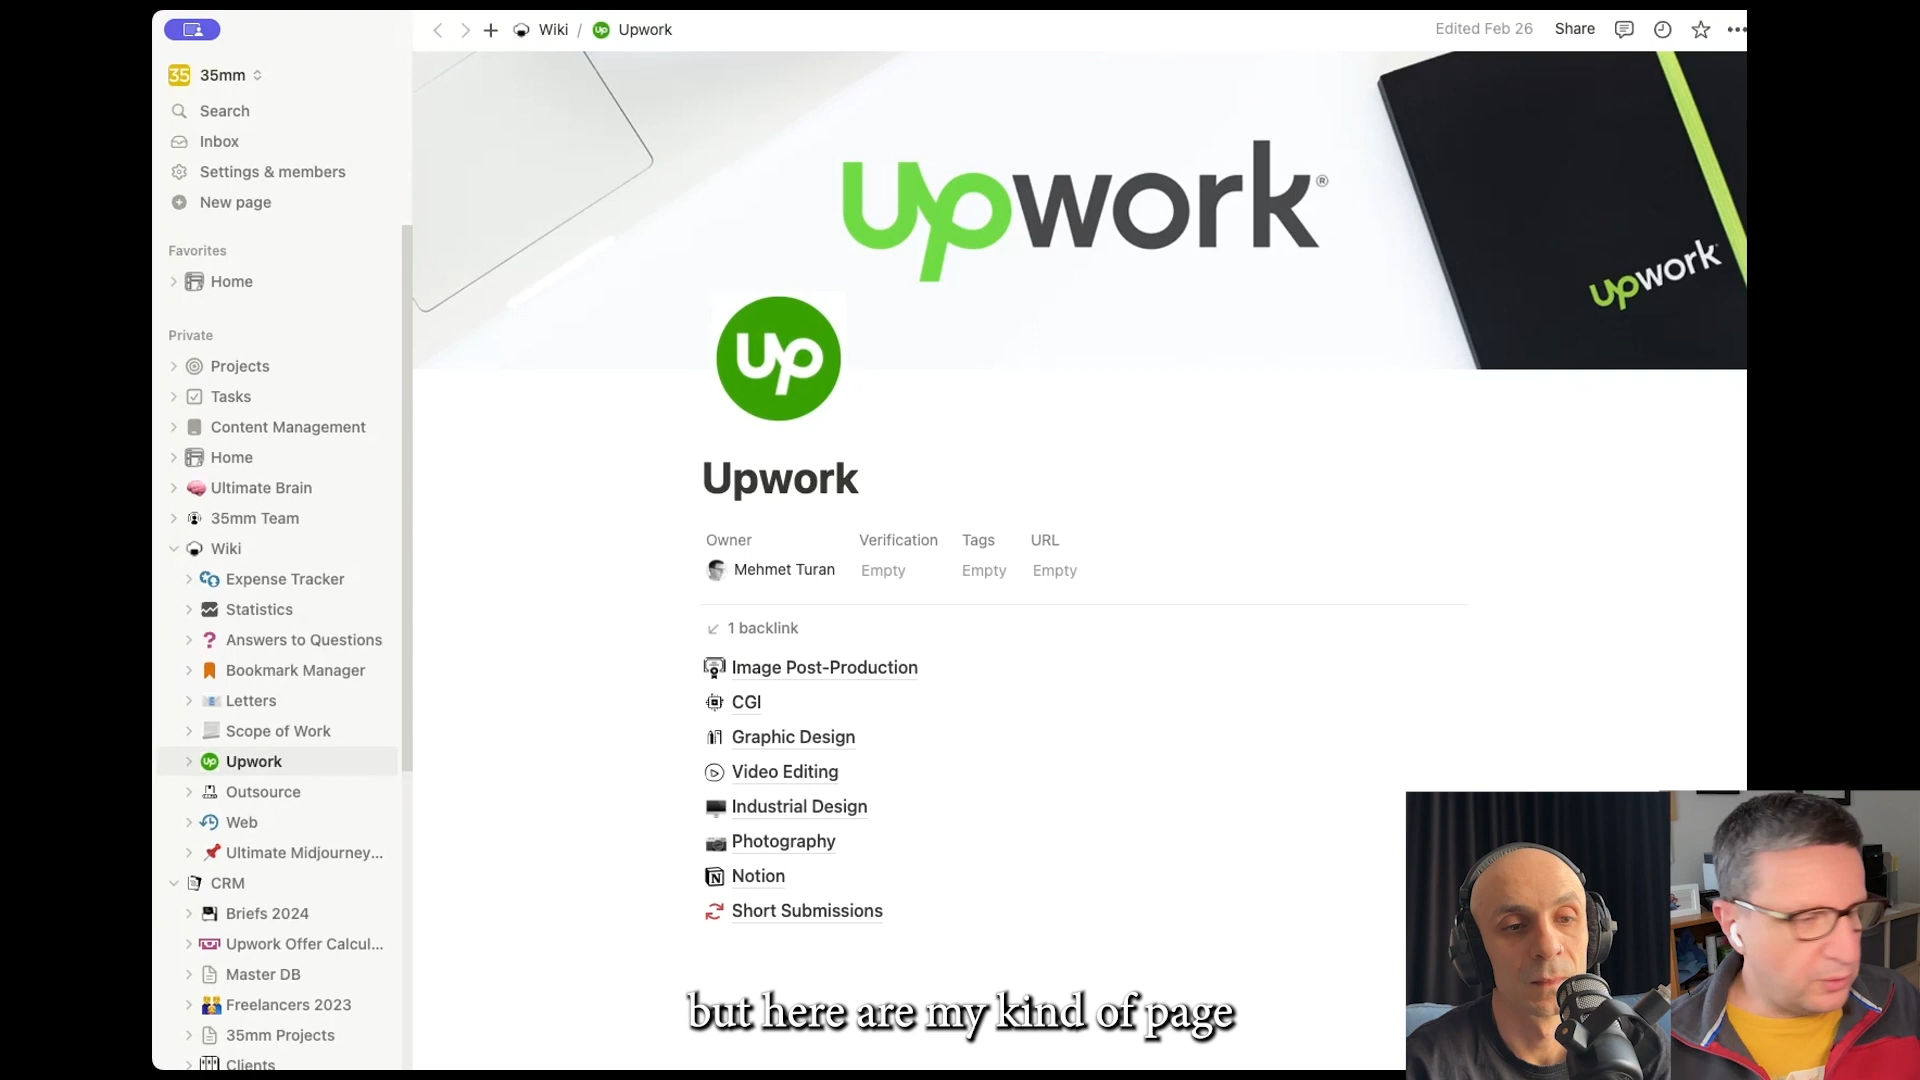 Wiki / Upwork
Edited Feb 26 Share
35 35mm
Search
Inbox
Settings & members
New page
Favorites
Home
Private
Projects
Tasks
Content Management
Home
Ultimate Brain
35mm Team
Wiki
Expense Tracker
Statistics
Answers to Questions
Bookmark Manager
Letters
Scope of Work
up Upwork
Outsource
Web
Ultimate Midjourney...
CRM
Briefs 2024
Upwork Offer Calcul...
Master DB
Freelancers 2023
35mm Projects
Clients
upwork®
upwork
up
Upwork
Owner Verification Tags URL
Mehmet Turan Empty Empty Empty
1 backlink
Image Post-Production
CGI
Graphic Design
Video Editing
Industrial Design
Photography
Notion
Short Submissions
but here are my kind of page